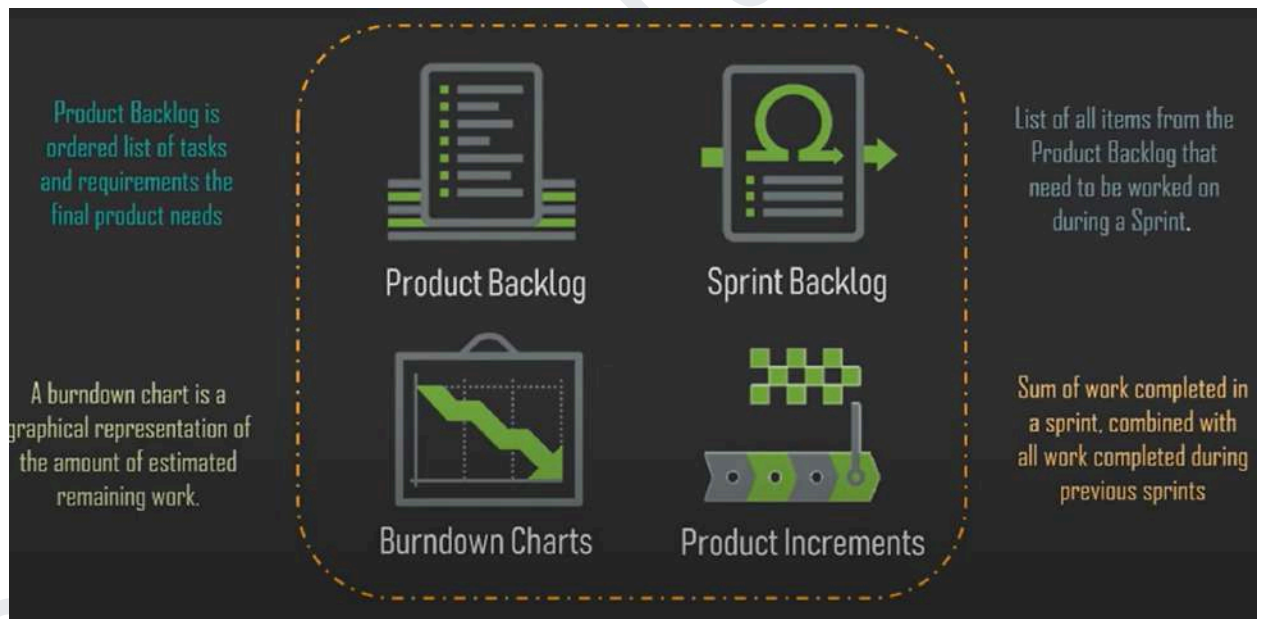 Product Backlog is
ordered list of tasks
and requirements the
final product needs
Product Backlog
Sprint Backlog
List of all items from the
Product Backlog that
need to be worked on
during a Sprint.
A burndown chart is a
graphical representation of
the amount of estimated
remaining work.
Burndown Charts
Product Increments
Sum of work completed in
a sprint, combined with
all work completed during
previous sprints